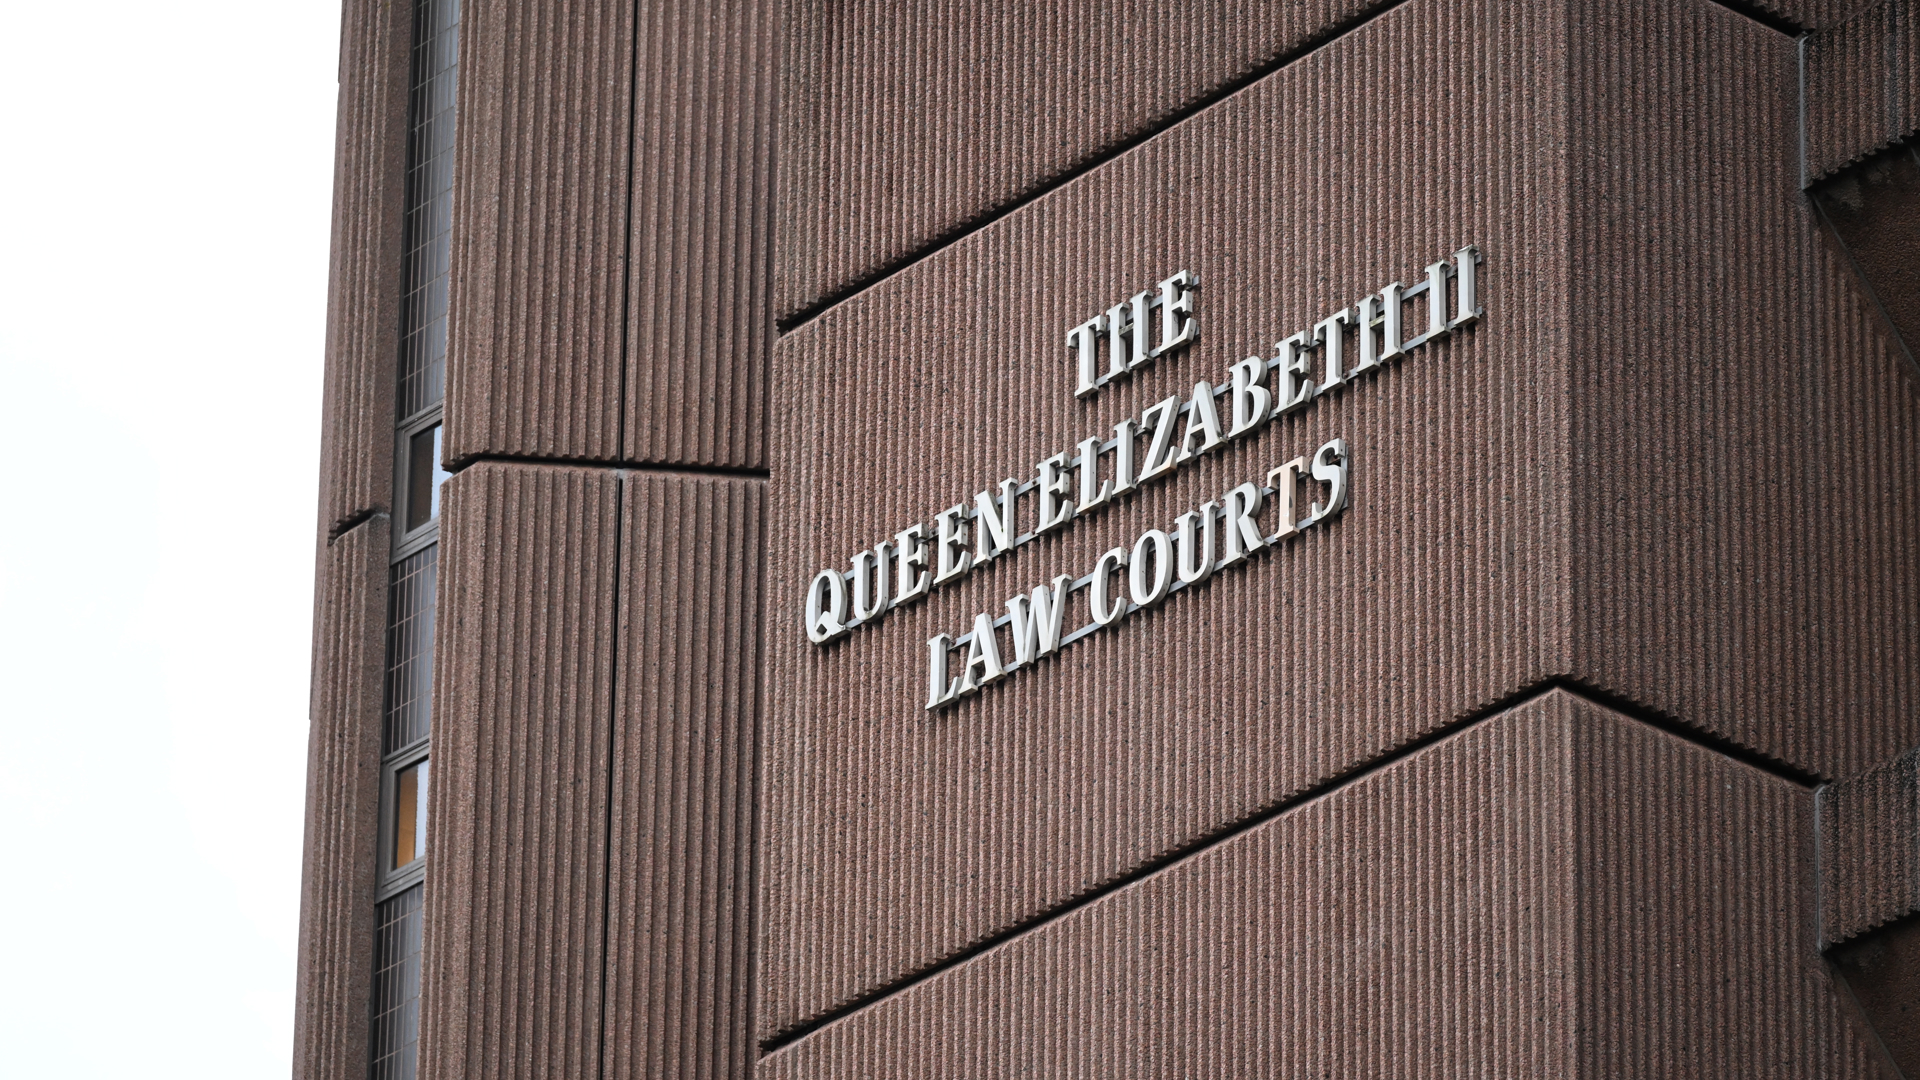 THE
QUEEN ELIZABETH II
LAW COURTS